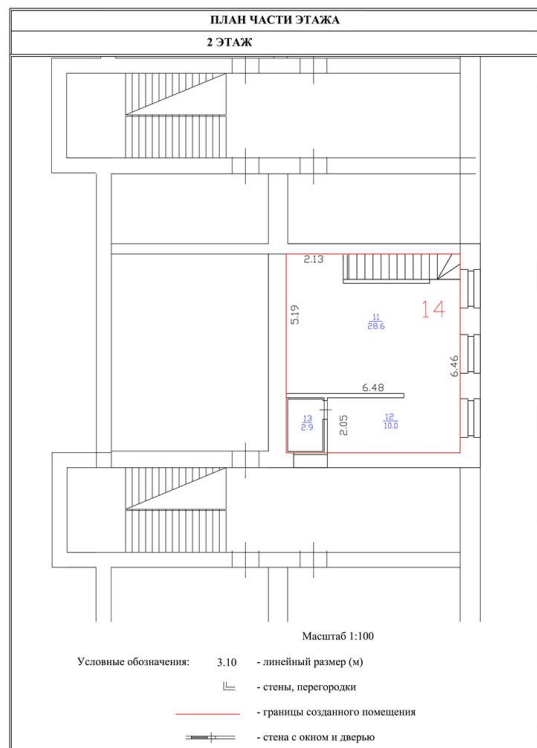 ПЛАН ЧАСТИ ЭТАЖА
2 ЭТАЖ
2.13
5.19
11
28.6
14
6.46
6.48
13
2.9
2.05
12
10.0
Масштаб 1:100
Условные обозначения: 3.10 - линейный размер (м)
- стены, перегородки
- границы созданного помещения
- стена с окном и дверью